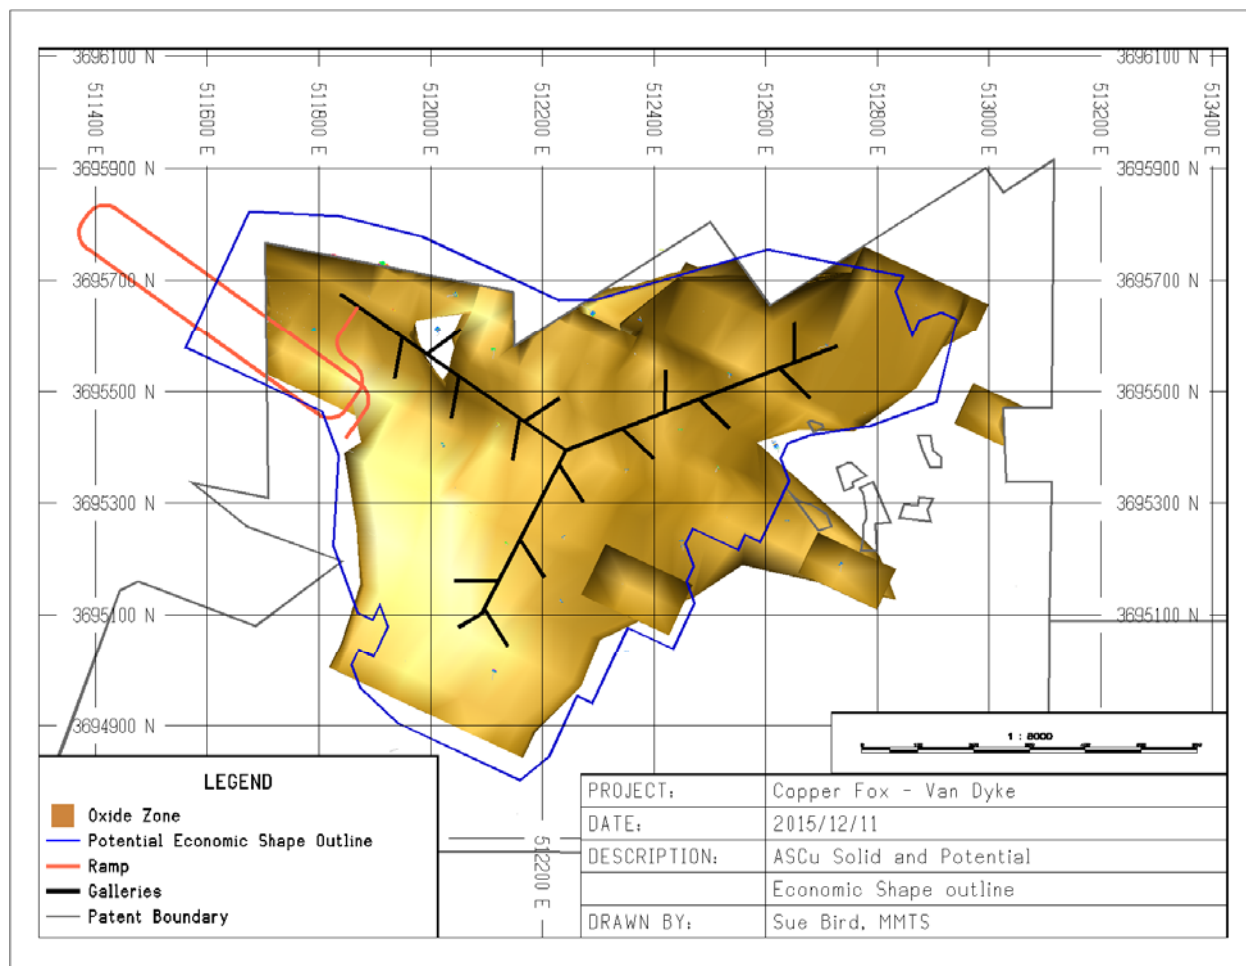 3696100 N
3696100 N
511400 E
511600 E
511800 E
512000 E
512200 E
512400 E
512600 E
512800 E
513000 E
513200 E
513400 E
3695900 N
3695900 N
3695700 N
3695700 N
3695500 N
3695500 N
3695300 N
3695300 N
3695100 N
3695100 N
3694900 N
1 : 8000
LEGEND
Oxide Zone
Potential Economic Shape Outline
Ramp
Galleries
Patent Boundary
512200 E
PROJECT: Copper Fox - Van Dyke
DATE: 2015/12/11
DESCRIPTION: ASCu Solid and Potential
Economic Shape outline
DRAWN BY: Sue Bird, MMTS